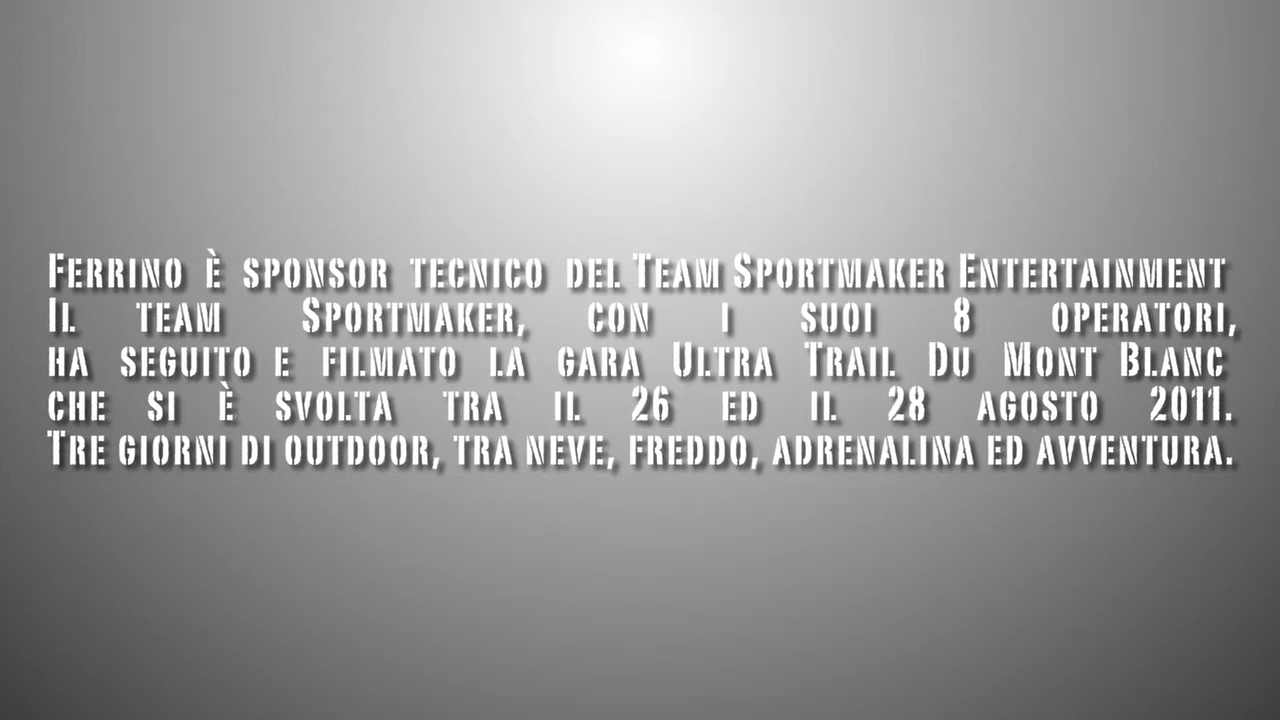 Ferrino è sponsor tecnico del Team Sportmaker Entertainment
Il team Sportmaker, con i suoi 8 operatori,
ha seguito e filmato la gara Ultra Trail Du Mont Blanc
che si è svolta tra il 26 ed il 28 agosto 2011.
Tre giorni di outdoor, tra neve, freddo, adrenalina ed avventura.